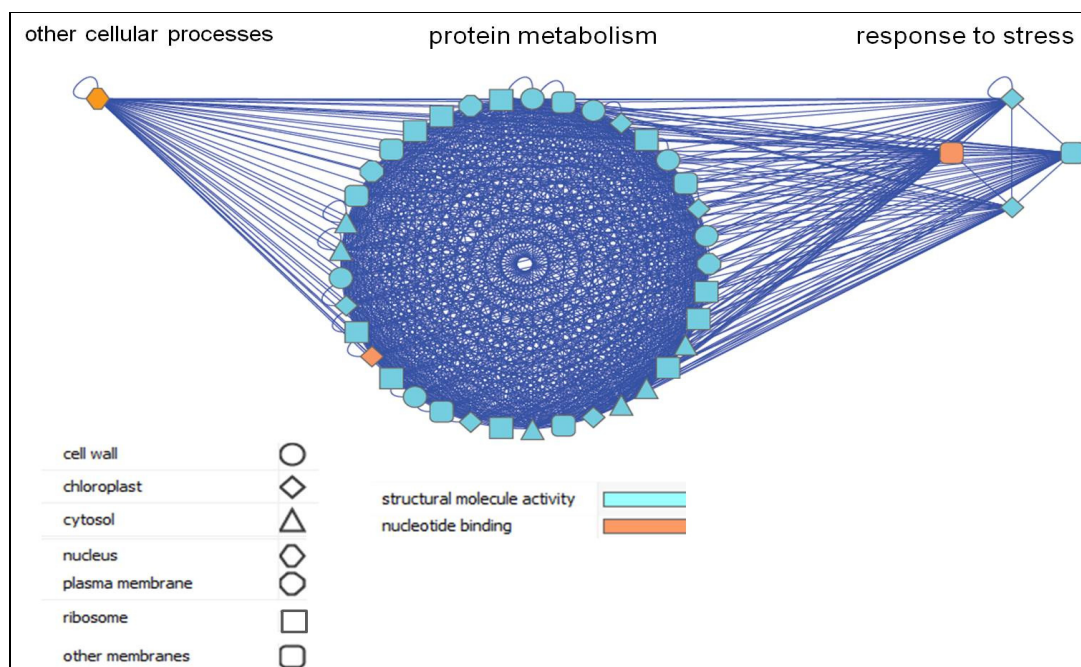 other cellular processes
protein metabolism
response to stress
cell wall
chloroplast
cytosol
nucleus
plasma membrane
ribosome
other membranes
structural molecule activity
nucleotide binding